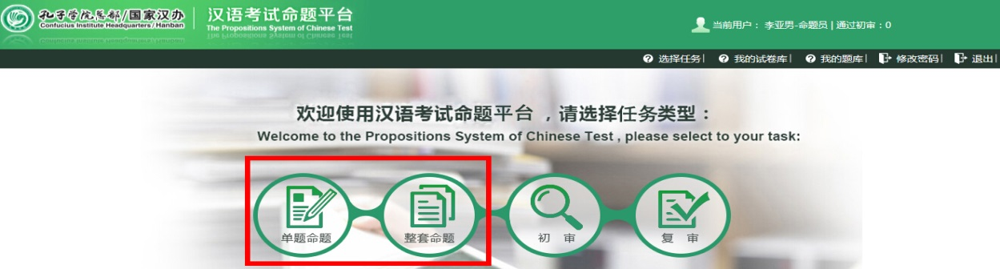 孔子学院总部/国家汉办
Confucius Institute Headquarters/Hanban
汉语考试命题平台
The Propositions System of Chinese Test
当前用户： 李亚男-命题员 | 通过初审：0
选择任务| 我的试卷库| 我的题库| 修改密码| 退出|
欢迎使用汉语考试命题平台 ，请选择任务类型：
Welcome to the Propositions System of Chinese Test , please select to your task:
单题命题 整套命题 初 审 复 审